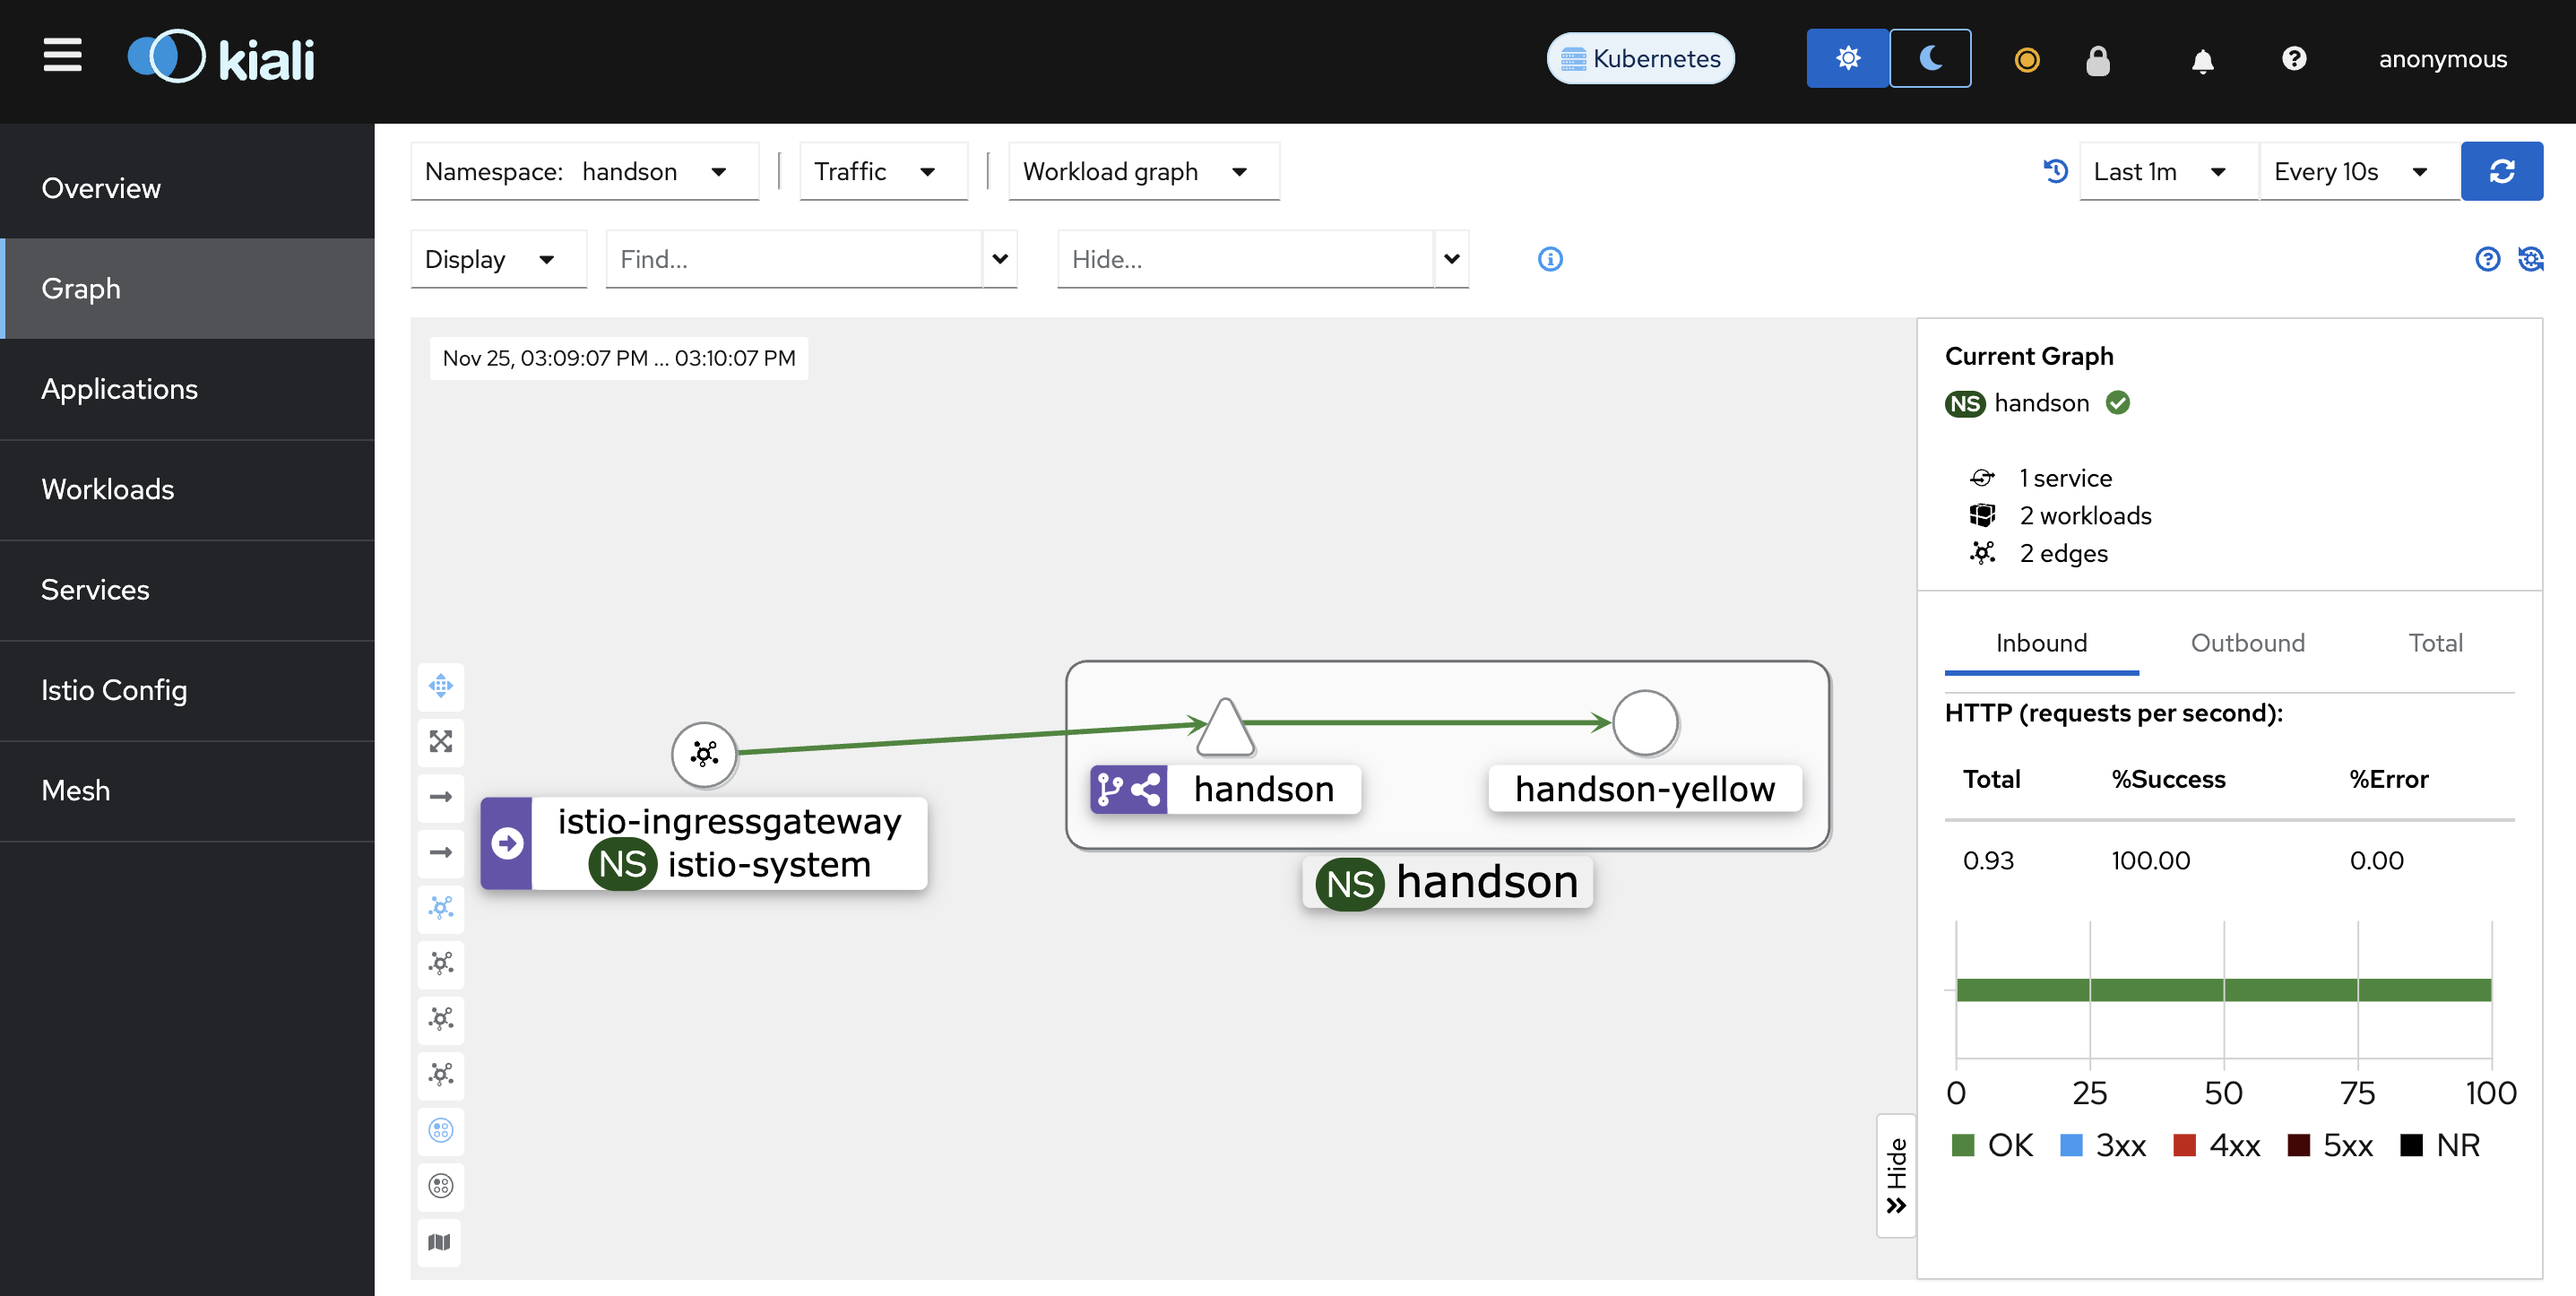 kiali
Kubernetes
anonymous
Overview
Graph
Applications
Workloads
Services
Istio Config
Mesh
Namespace: handson
Traffic
Workload graph
Last 1m
Every 10s
Display
Find...
Hide...
Nov 25, 03:09:07 PM ... 03:10:07 PM
istio-ingressgateway
NS istio-system
handson
handson-yellow
NS handson
Hide
Current Graph
NS handson
1 service
2 workloads
2 edges
Inbound Outbound Total
HTTP (requests per second):
Total %Success %Error
0.93 100.00 0.00
0 25 50 75 100
OK 3xx 4xx 5xx NR